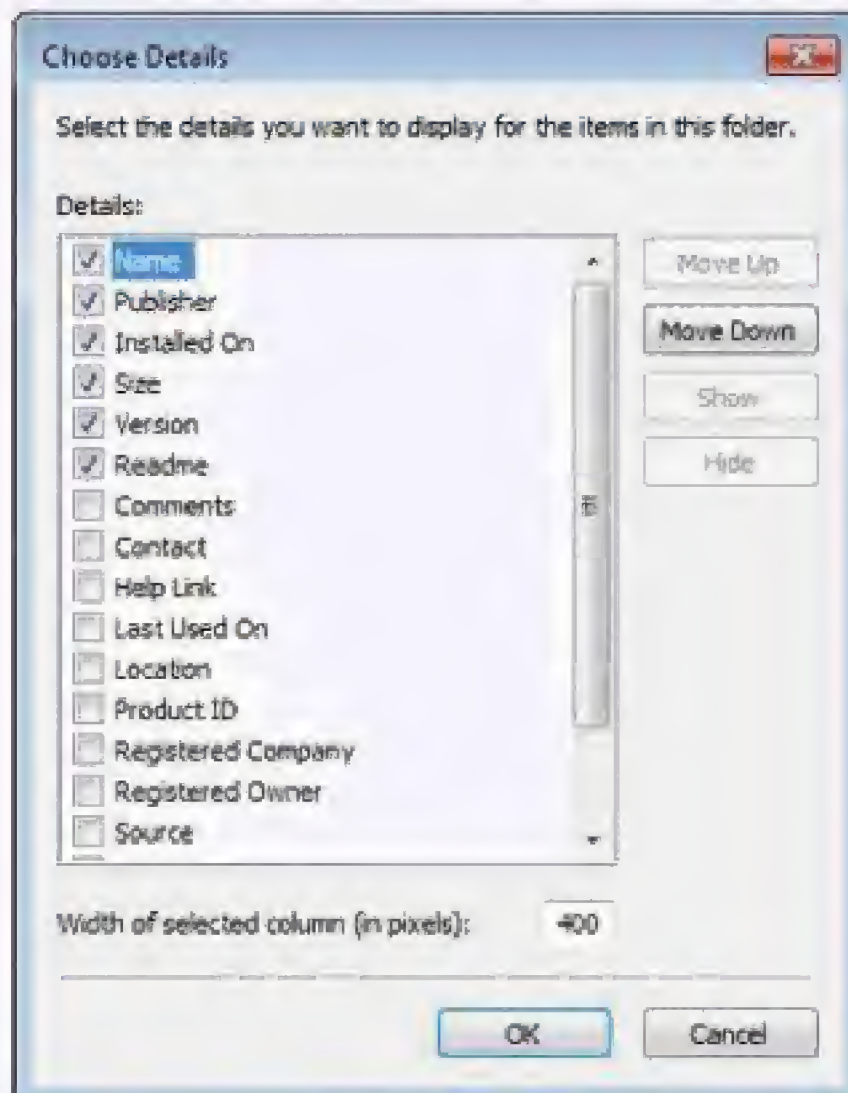 Choose Details
Select the details you want to display for the items in this folder.
Details:
Name
Publisher
Installed On
Size
Version
Readme
Comments
Contact
Help Link
Last Used On
Location
Product ID
Registered Company
Registered Owner
Source
Move Up
Move Down
Show
Hide
Width of selected column (in pixels): 400
OK Cancel